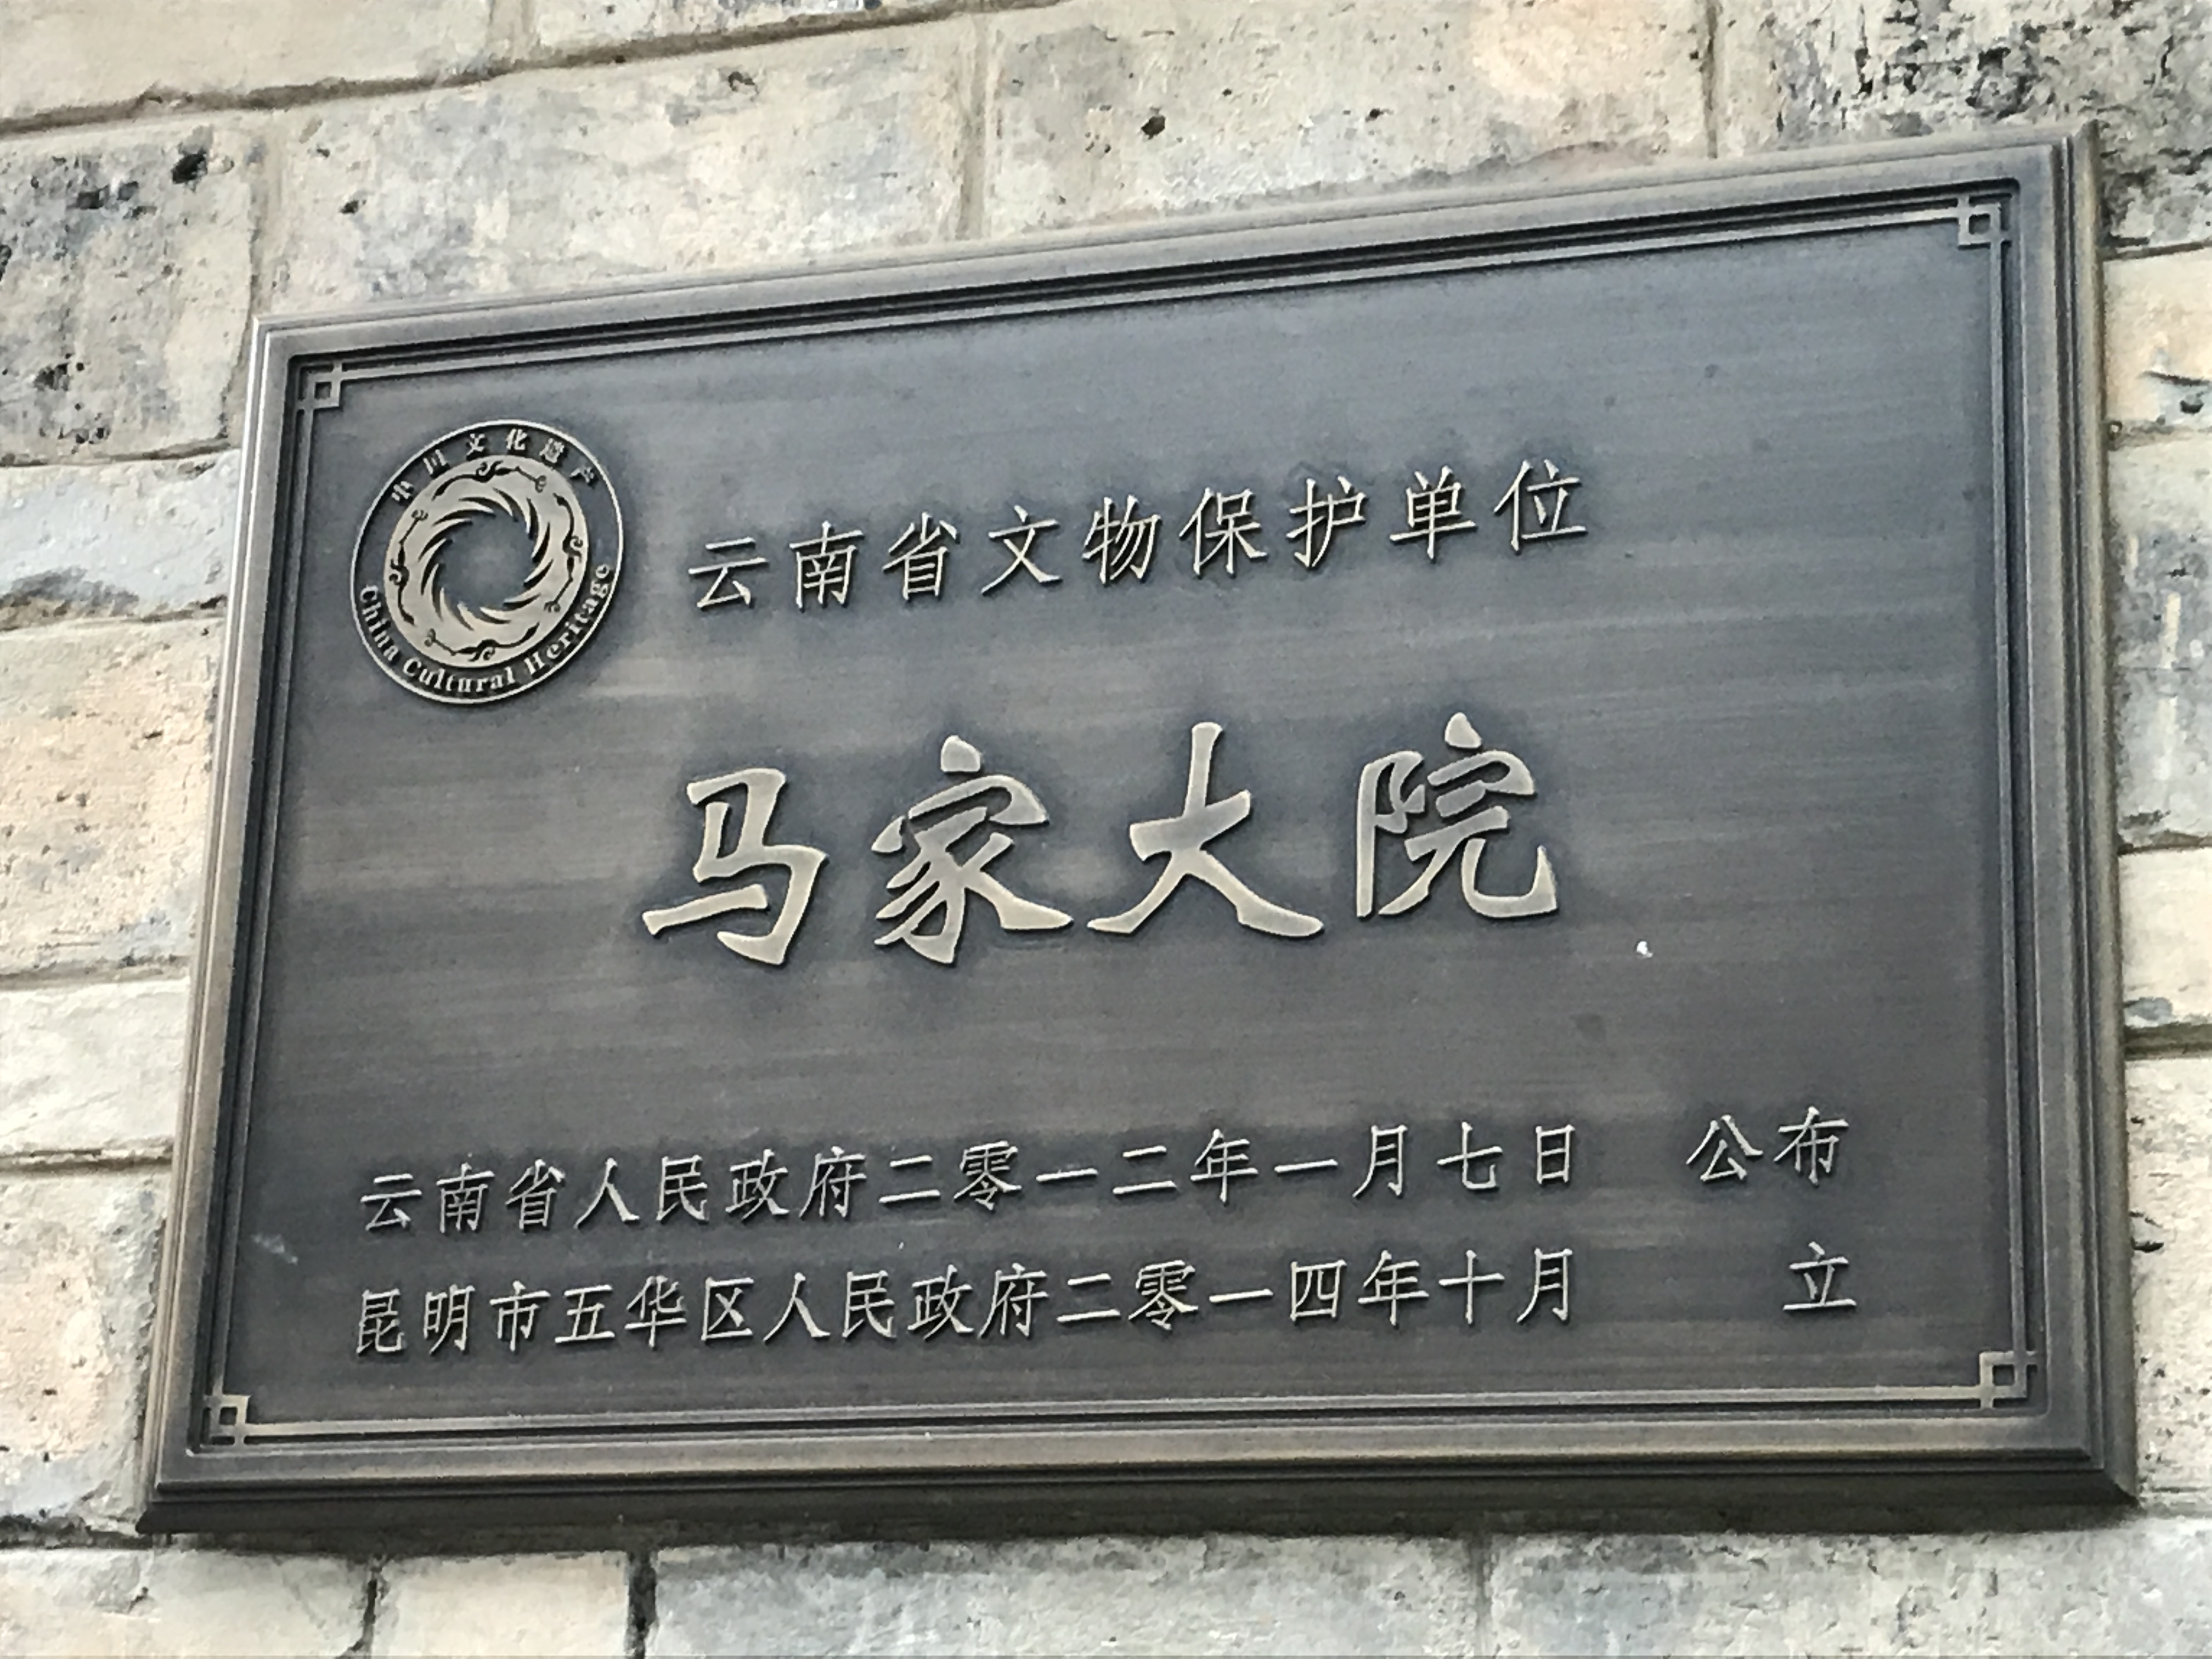 中国文化遗产
China Cultural Heritage
云南省文物保护单位
马家大院
云南省人民政府二零一二年一月七日 公布
昆明市五华区人民政府二零一四年十月 立